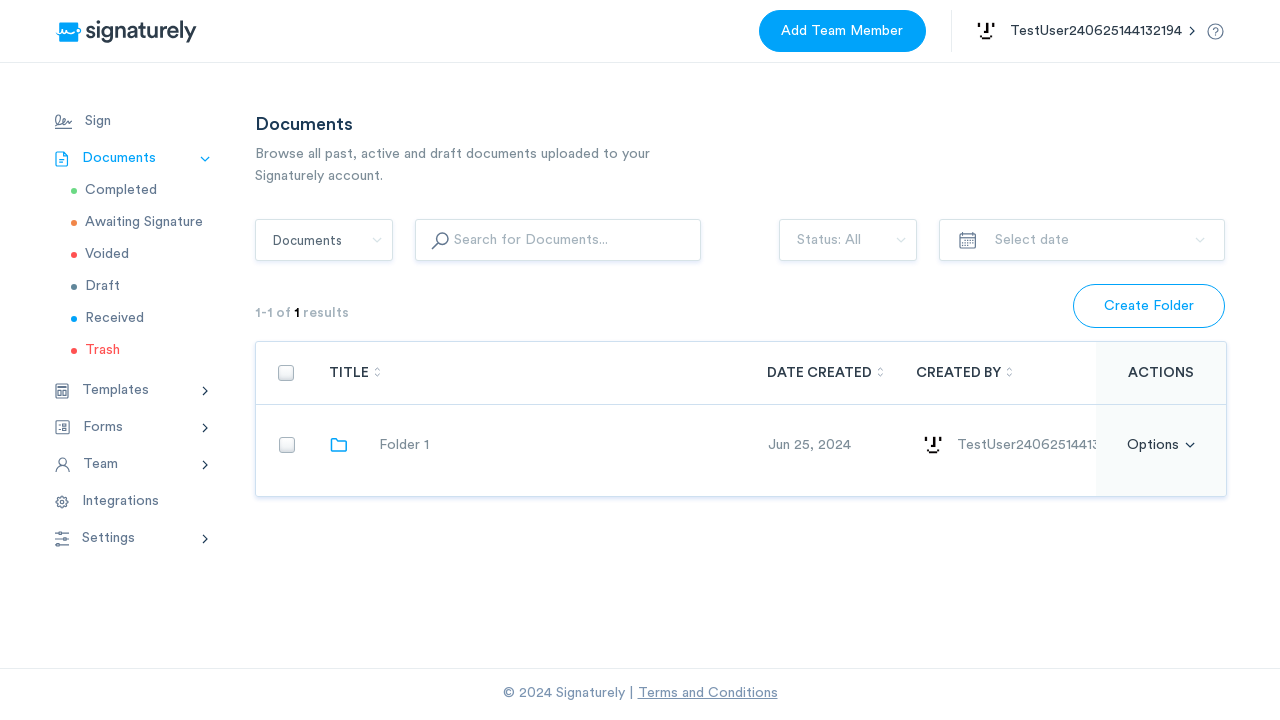 signaturely
Add Team Member
TestUser240625144132194
Sign
Documents
Completed
Awaiting Signature
Voided
Draft
Received
Trash
Templates
Forms
Team
Integrations
Settings
Documents
Browse all past, active and draft documents uploaded to your
Signaturely account.
Documents
Search for Documents...
Status: All
Select date
1-1 of 1 results
Create Folder
TITLE DATE CREATED CREATED BY ACTIONS
Folder 1 Jun 25, 2024 TestUser24062514413 Options
© 2024 Signaturely | Terms and Conditions